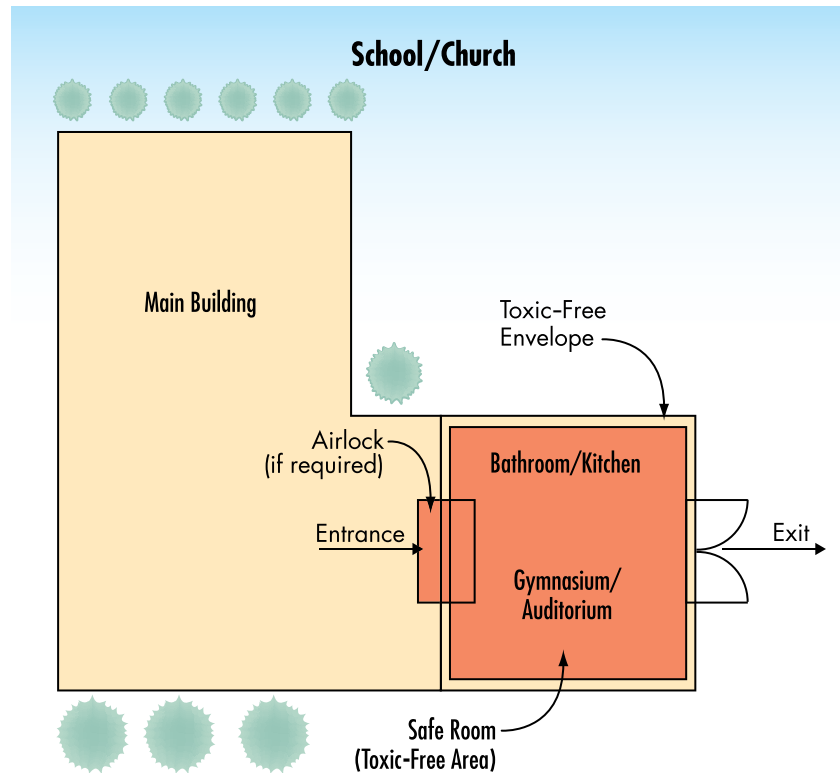 School/Church
Main Building
Toxic-Free
Envelope
Airlock
(if required)
Bathroom/Kitchen
Entrance
Exit
Gymnasium/
Auditorium
Safe Room
(Toxic-Free Area)